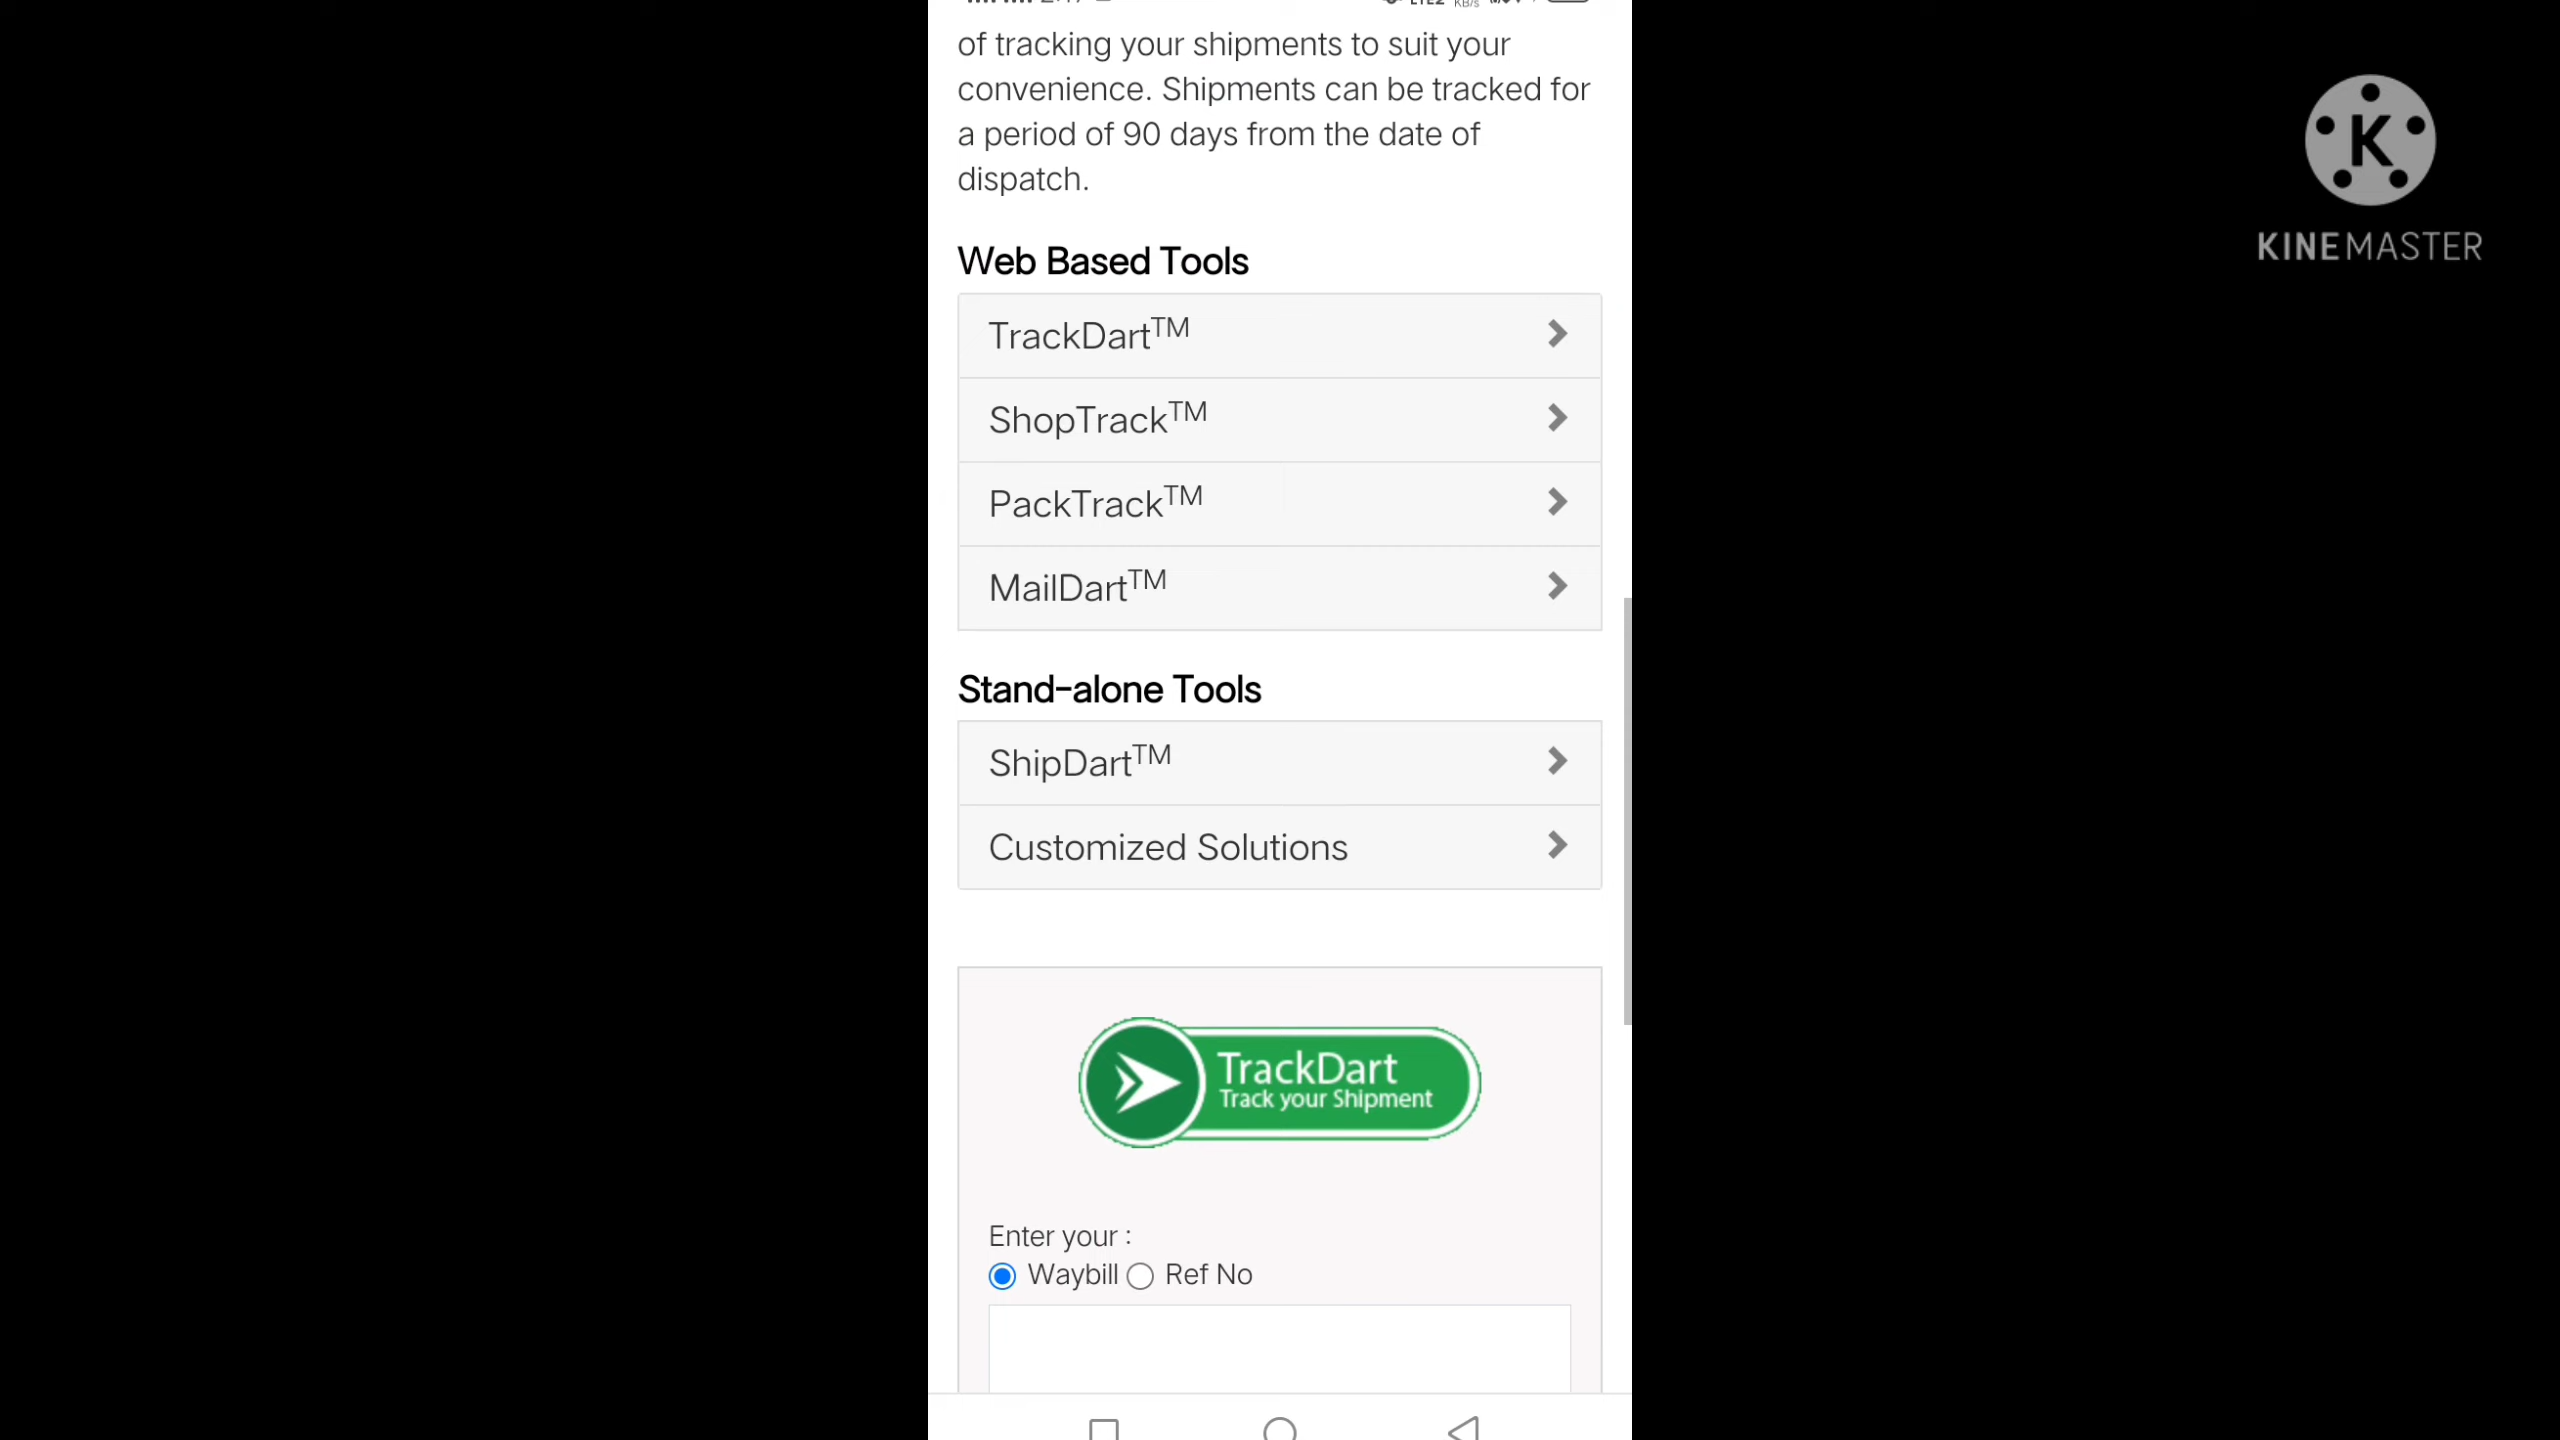 of tracking your shipments to suit your
convenience. Shipments can be tracked for
a period of 90 days from the date of
dispatch.
Web Based Tools
TrackDart™
ShopTrack™
PackTrack™
MailDart™
Stand-alone Tools
ShipDart™
Customized Solutions
TrackDart
Track your Shipment
Enter your :
Waybill Ref No
K
KINEMASTER